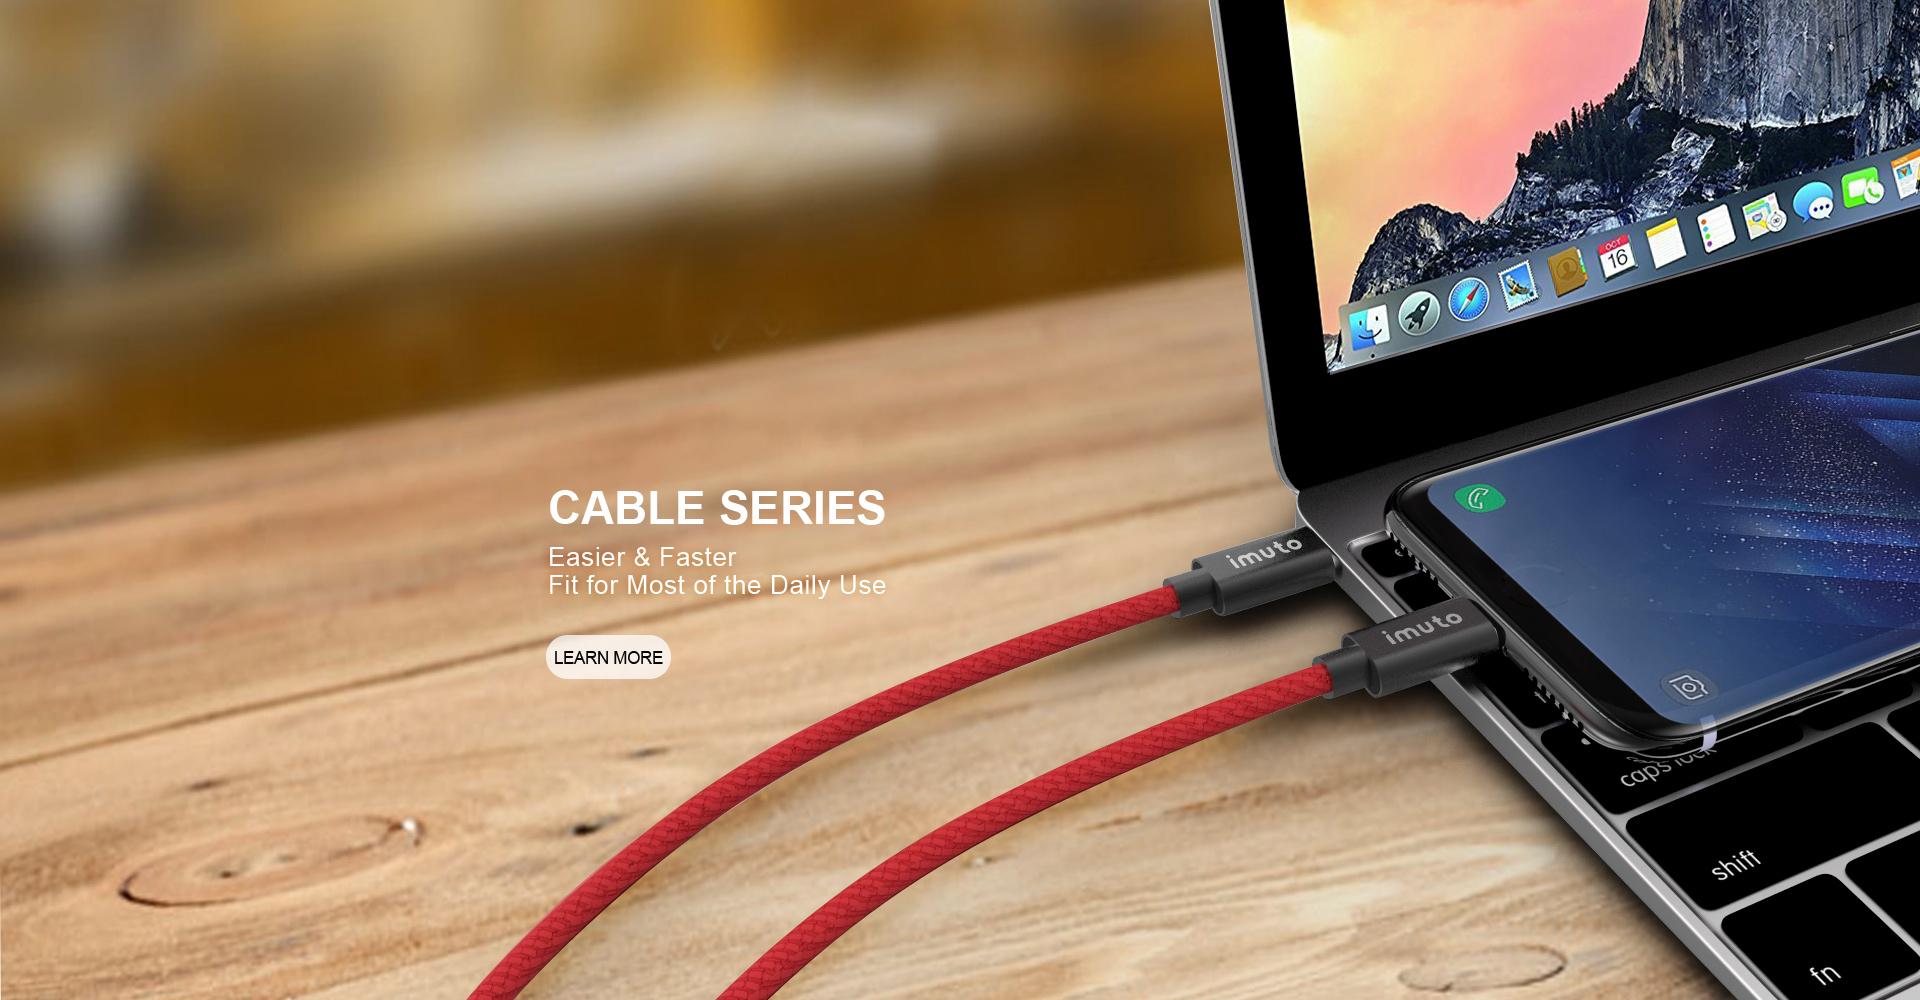 CABLE SERIES
Easier & Faster
Fit for Most of the Daily Use
LEARN MORE
imuto
imuto
OCT
16
caps lock
shift
fn